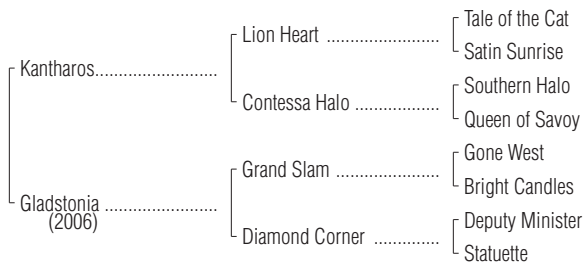 Tale of the Cat
Lion Heart ......................
Satin Sunrise
Kantharos........................
Southern Halo
Contessa Halo .................
Queen of Savoy
Gone West
Grand Slam .....................
Bright Candles
Gladstonia ......................
(2006)
Deputy Minister
Diamond Corner .............
Statuette